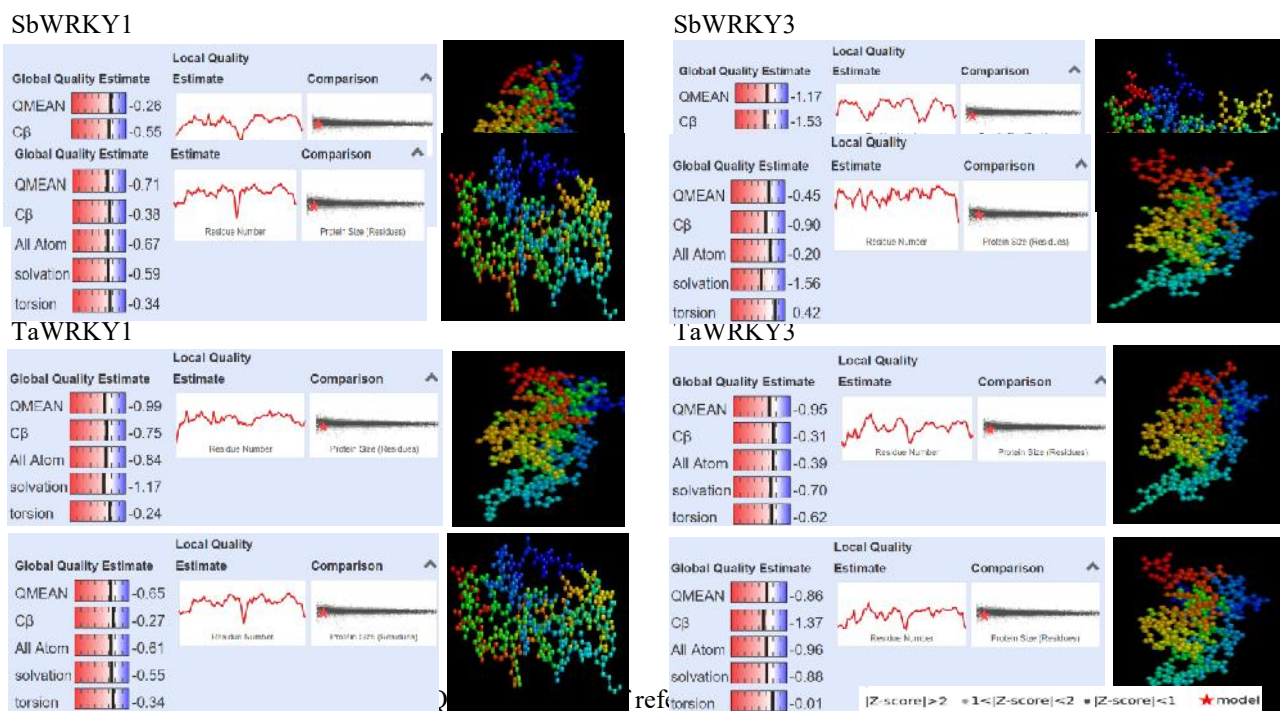 SbWRKY1
Local Quality
Global Quality Estimate Estimate Comparison
QMEAN -0.26
Cβ -0.55
Global Quality Estimate Estimate Comparison
QMEAN -0.71
Cβ -0.38
All Atom -0.67
solvation -0.59
torsion -0.34
Residue Number Protein Size (Residues)
SbWRKY3
Local Quality
Global Quality Estimate Estimate Comparison
QMEAN -1.17
Cβ -1.53
Local Quality
Global Quality Estimate Estimate Comparison
QMEAN -0.45
Cβ -0.90
All Atom -0.20
solvation -1.56
torsion 0.42
Residue Number Protein Size (Residues)
TaWRKY1
Local Quality
Global Quality Estimate Estimate Comparison
QMEAN -0.99
Cβ -0.75
All Atom -0.84
solvation -1.17
torsion -0.24
Residue Number Protein Size (Residues)
TaWRKY3
Local Quality
Global Quality Estimate Estimate Comparison
QMEAN -0.95
Cβ -0.31
All Atom -0.39
solvation -0.70
torsion -0.62
Residue Number Protein Size (Residues)
Local Quality
Global Quality Estimate Estimate Comparison
QMEAN -0.65
Cβ -0.27
All Atom -0.61
solvation -0.55
torsion -0.34
Residue Number Protein Size (Residues)
Local Quality
Global Quality Estimate Estimate Comparison
QMEAN -0.86
Cβ -1.37
All Atom -0.96
solvation -0.88
torsion -0.01
Residue Number Protein Size (Residues)
|Z-score|>2 1<|Z-score|<2 |Z-score|<1 model